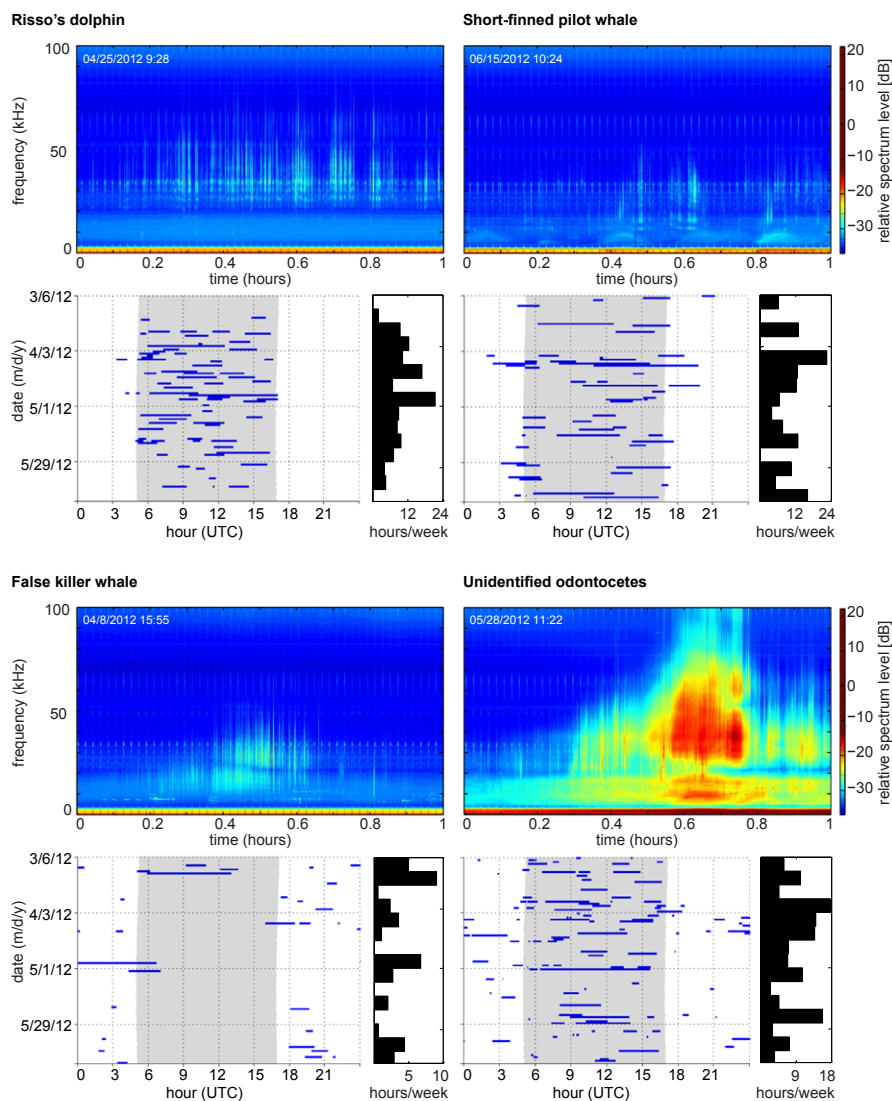 Risso's dolphin
Short-finned pilot whale
100
50
0
frequency (kHz)
04/25/2012 9:28
06/15/2012 10:24
20
10
0
−10
−20
−30
relative spectrum level [dB]
0 0.2 0.4 0.6 0.8 1
0 0.2 0.4 0.6 0.8 1
time (hours)
time (hours)
3/6/12
4/3/12
5/1/12
5/29/12
date (m/d/y)
0 3 6 9 12 15 18 21
12 24
0 3 6 9 12 15 18 21
12 24
hour (UTC)
hours/week
hour (UTC)
hours/week
False killer whale
Unidentified odontocetes
100
50
0
frequency (kHz)
04/8/2012 15:55
05/28/2012 11:22
20
10
0
−10
−20
−30
relative spectrum level [dB]
0 0.2 0.4 0.6 0.8 1
0 0.2 0.4 0.6 0.8 1
time (hours)
time (hours)
3/6/12
4/3/12
5/1/12
5/29/12
date (m/d/y)
0 3 6 9 12 15 18 21
5 10
0 3 6 9 12 15 18 21
9 18
hour (UTC)
hours/week
hour (UTC)
hours/week